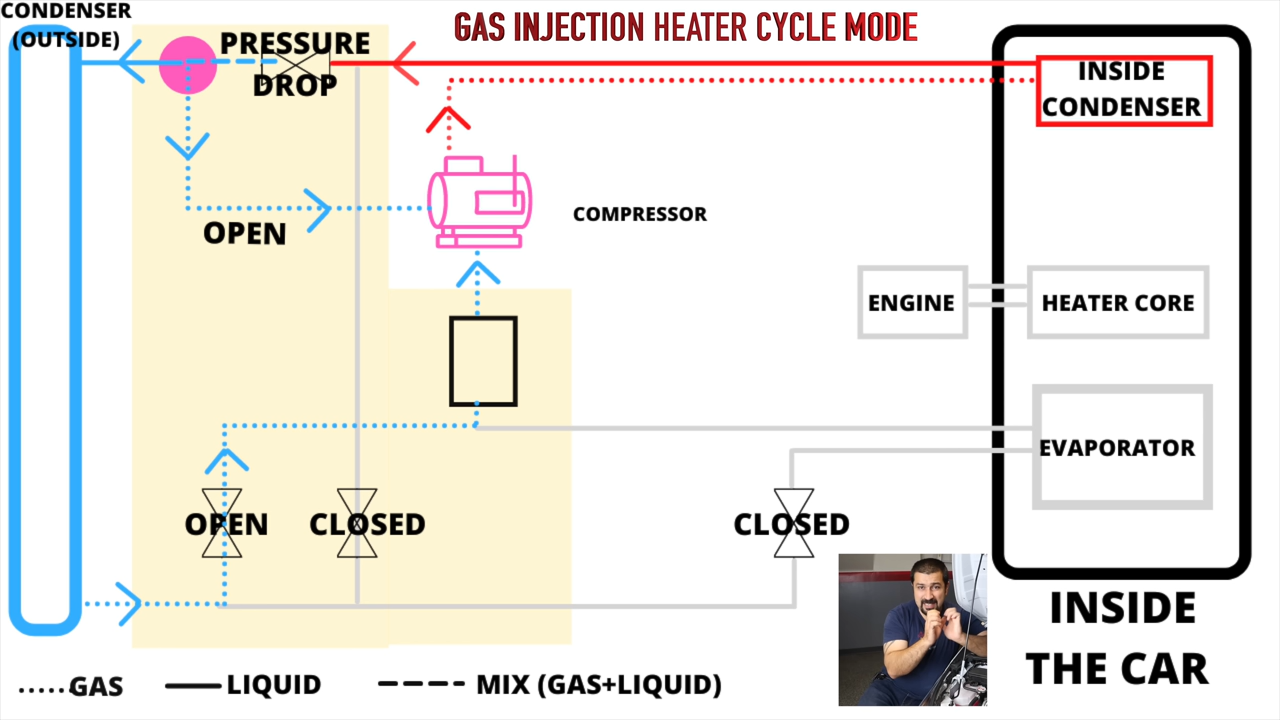 CONDENSER
(OUTSIDE)
GAS INJECTION HEATER CYCLE MODE
PRESSURE
DROP
INSIDE
CONDENSER
OPEN
COMPRESSOR
ENGINE
HEATER CORE
EVAPORATOR
OPEN
CLOSED
CLOSED
INSIDE
THE CAR
GAS
LIQUID
MIX (GAS+LIQUID)